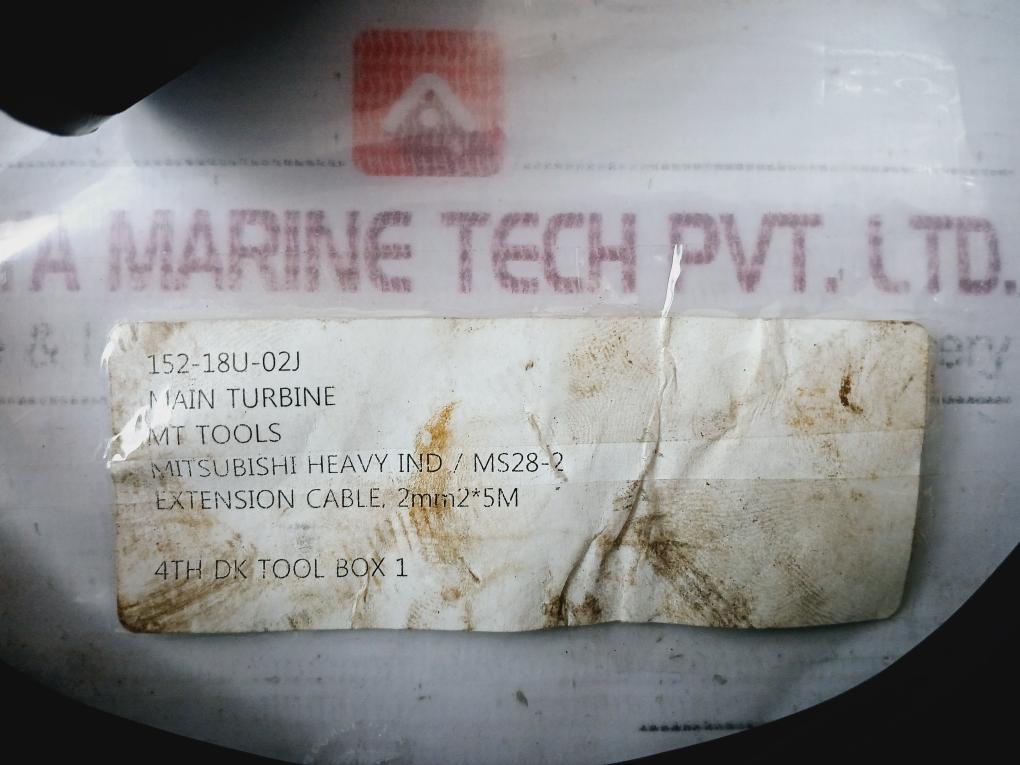 A MARINE TECH PVT. LTD.
&
152-18U-02J
MAIN TURBINE
MT TOOLS
MITSUBISHI HEAVY IND / MS28-2
EXTENSION CABLE, 2mm2*5M
4TH DK TOOL BOX 1